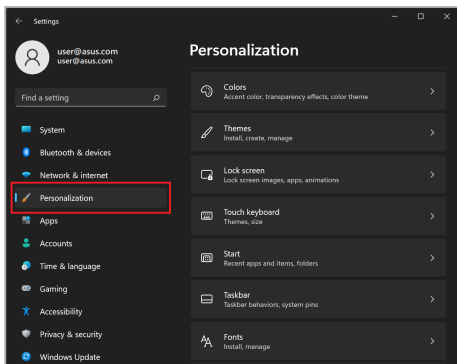 Settings
user@asus.com
user@asus.com
Find a setting
System
Bluetooth & devices
Network & internet
Personalization
Apps
Accounts
Time & language
Gaming
Accessibility
Privacy & security
Windows Update
Personalization
Colors
Accent color, transparency effects, color theme
Themes
Install, create, manage
Lock screen
Lock screen images, apps, animations
Touch keyboard
Themes, size
Start
Recent apps and items, folders
Taskbar
Taskbar behaviors, system pins
Fonts
Install, manage